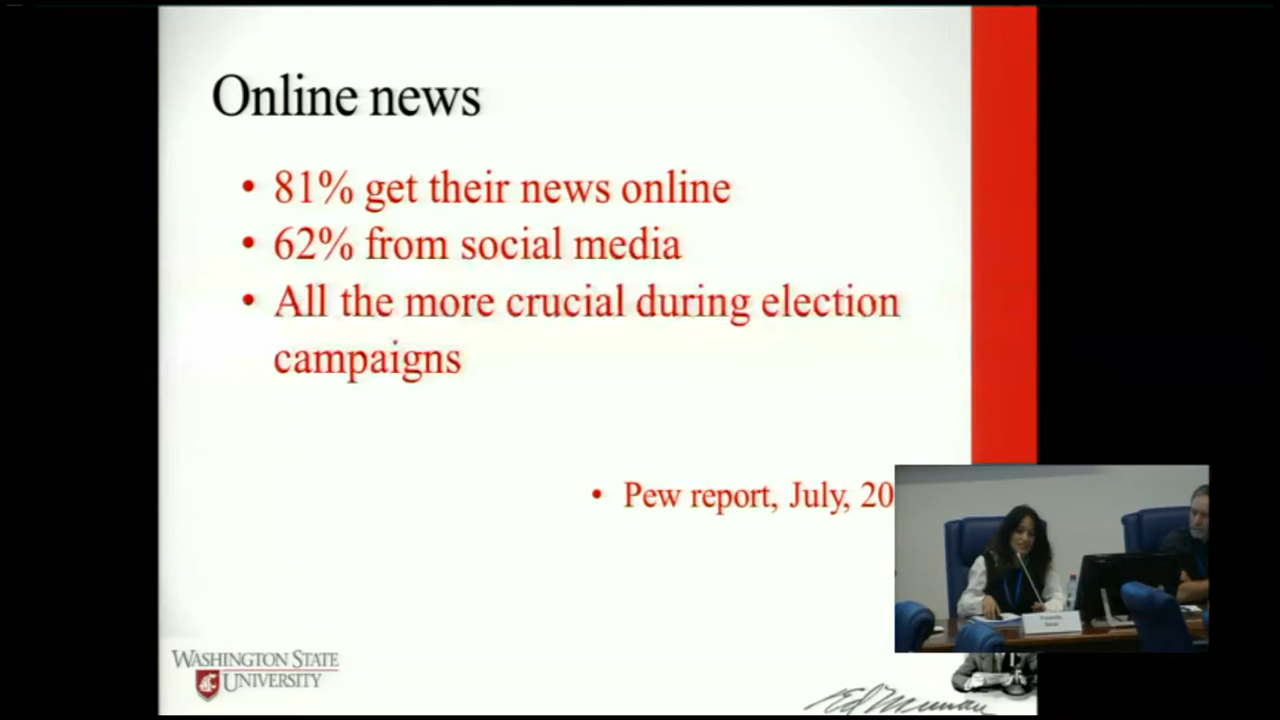 Online news
• 81% get their news online
• 62% from social media
• All the more crucial during election
campaigns
• Pew report, July, 20
WASHINGTON STATE
UNIVERSITY